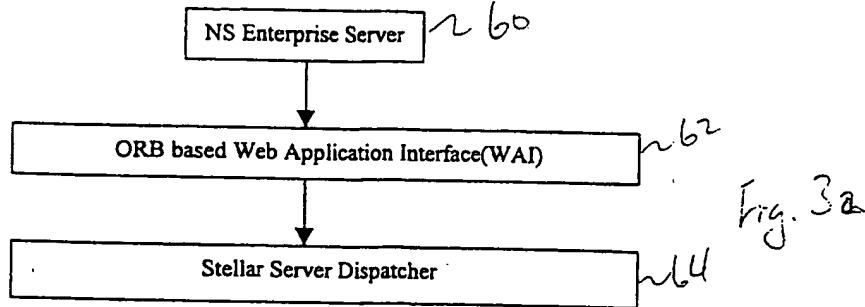 NS Enterprise Server ~ 60
ORB based Web Application Interface(WAI) ~62
Fig. 3a
Stellar Server Dispatcher ~64